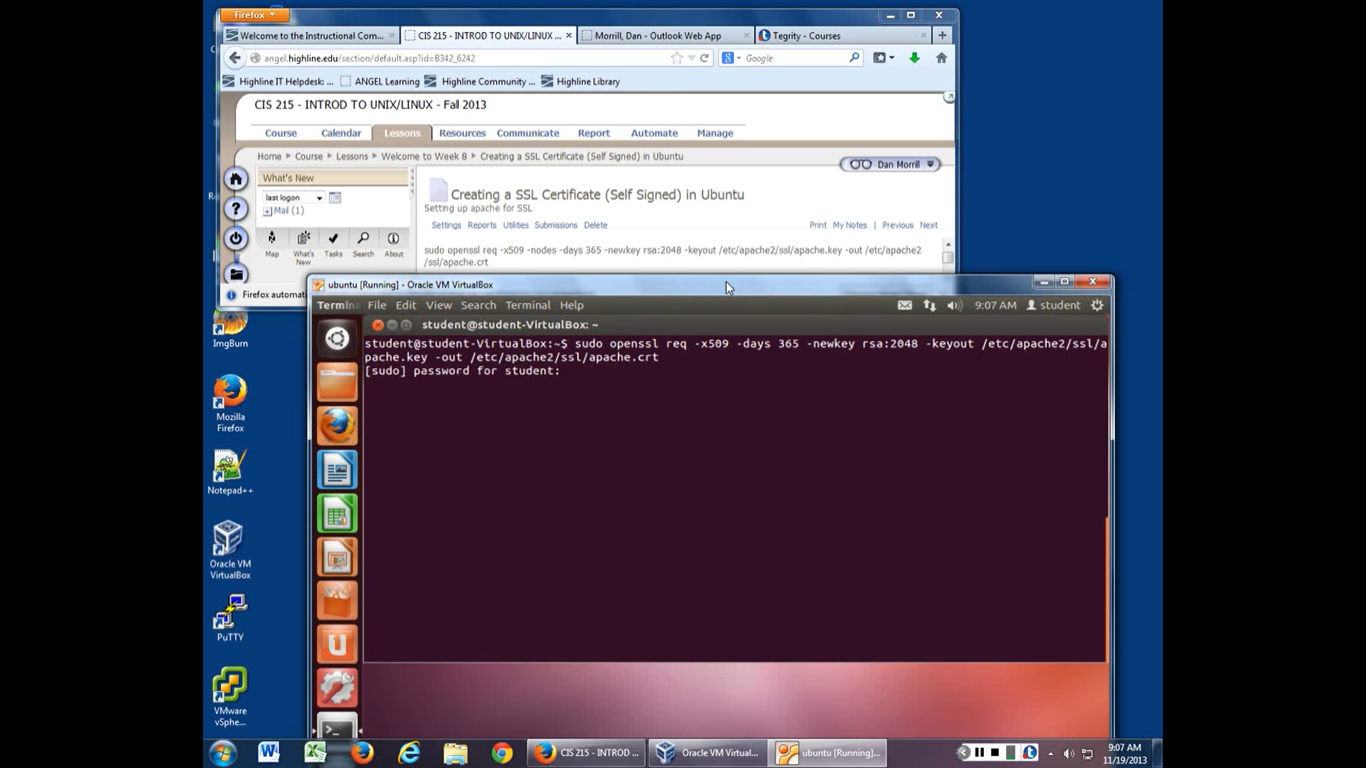 Firefox
Welcome to the Instructional Com...
CIS 215 - INTROD TO UNIX/LINUX ...
Morrill, Dan - Outlook Web App
Tegrity - Courses
angel.highline.edu/section/default.asp?id=B342_6242
Google
Highline IT Helpdesk: ...
ANGEL Learning
Highline Community ...
Highline Library
CIS 215 - INTROD TO UNIX/LINUX - Fall 2013
Course Calendar Lessons Resources Communicate Report Automate Manage
Home Course Lessons Welcome to Week 8 Creating a SSL Certificate (Self Signed) in Ubuntu
Dan Morrill
What's New
last logon
Mail (1)
Map What's New Tasks Search About
Creating a SSL Certificate (Self Signed) in Ubuntu
Setting up apache for SSL
Settings Reports Utilities Submissions Delete
Print My Notes | Previous Next
sudo openssl req -x509 -nodes -days 365 -newkey rsa:2048 -keyout /etc/apache2/ssl/apache.key -out /etc/apache2
/ssl/apache.crt
Firefox automati
ubuntu [Running] - Oracle VM VirtualBox
Termin File Edit View Search Terminal Help
9:07 AM student
student@student-VirtualBox: ~
student@student-VirtualBox:~$ sudo openssl req -x509 -days 365 -newkey rsa:2048 -keyout /etc/apache2/ssl/a
pache.key -out /etc/apache2/ssl/apache.crt
[sudo] password for student:
ImgBurn
Mozilla
Firefox
Notepad++
Oracle VM
VirtualBox
PuTTY
VMware
vSphe...
CIS 215 - INTROD ...
Oracle VM Virtual...
ubuntu [Running]...
9:07 AM
11/19/2013